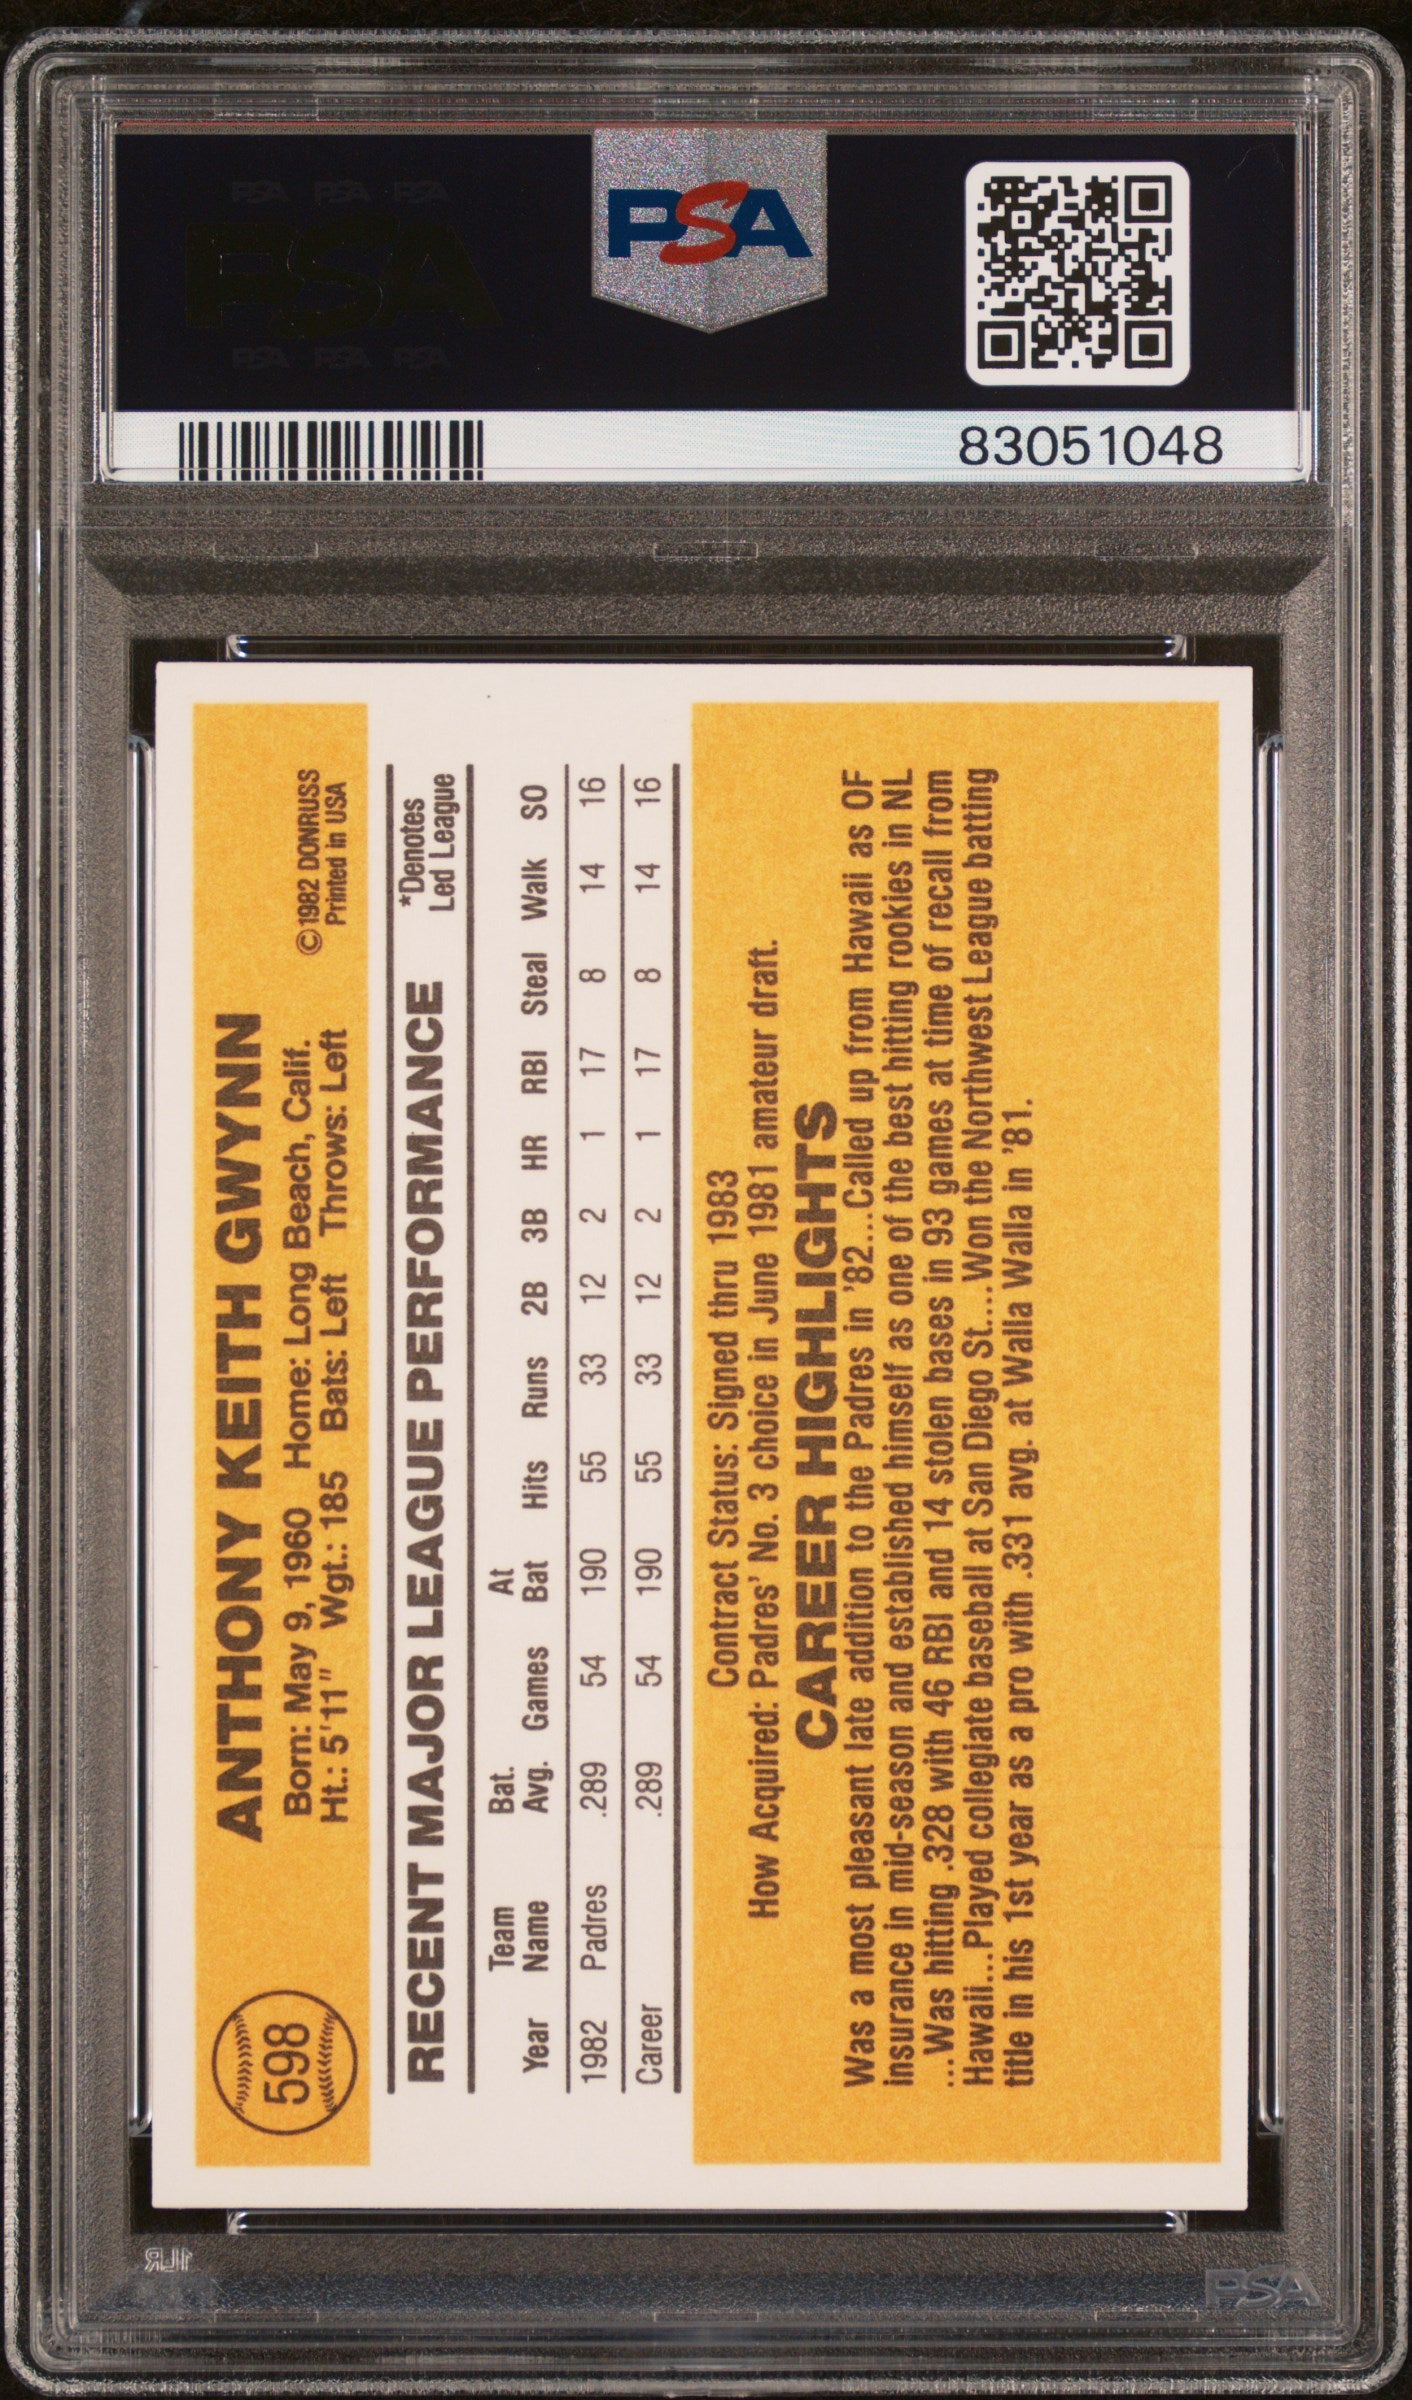 PSA PSA PSA
PSA
PSA PSA PSA
PSA
83051048
598
ANTHONY KEITH GWYNN
Born: May 9, 1960 Home: Long Beach, Calif.
Ht.: 5'11" Wgt.: 185 Bats: Left Throws: Left
©1982 DONRUSS
Printed in USA
RECENT MAJOR LEAGUE PERFORMANCE
*Denotes
Led League
Team Bat. At
Year Name Avg. Games Bat Hits Runs 2B 3B HR RBI Steal Walk SO
1982 Padres .289 54 190 55 33 12 2 1 17 8 14 16
Career .289 54 190 55 33 12 2 1 17 8 14 16
Contract Status: Signed thru 1983
How Acquired: Padres' No. 3 choice in June 1981 amateur draft.
CAREER HIGHLIGHTS
Was a most pleasant late addition to the Padres in '82...Called up from Hawaii as OF
insurance in mid-season and established himself as one of the best hitting rookies in NL
...Was hitting .328 with 46 RBI and 14 stolen bases in 93 games at time of recall from
Hawaii...Played collegiate baseball at San Diego St....Won the Northwest League batting
title in his 1st year as a pro with .331 avg. at Walla Walla in '81.
1LR
PSA